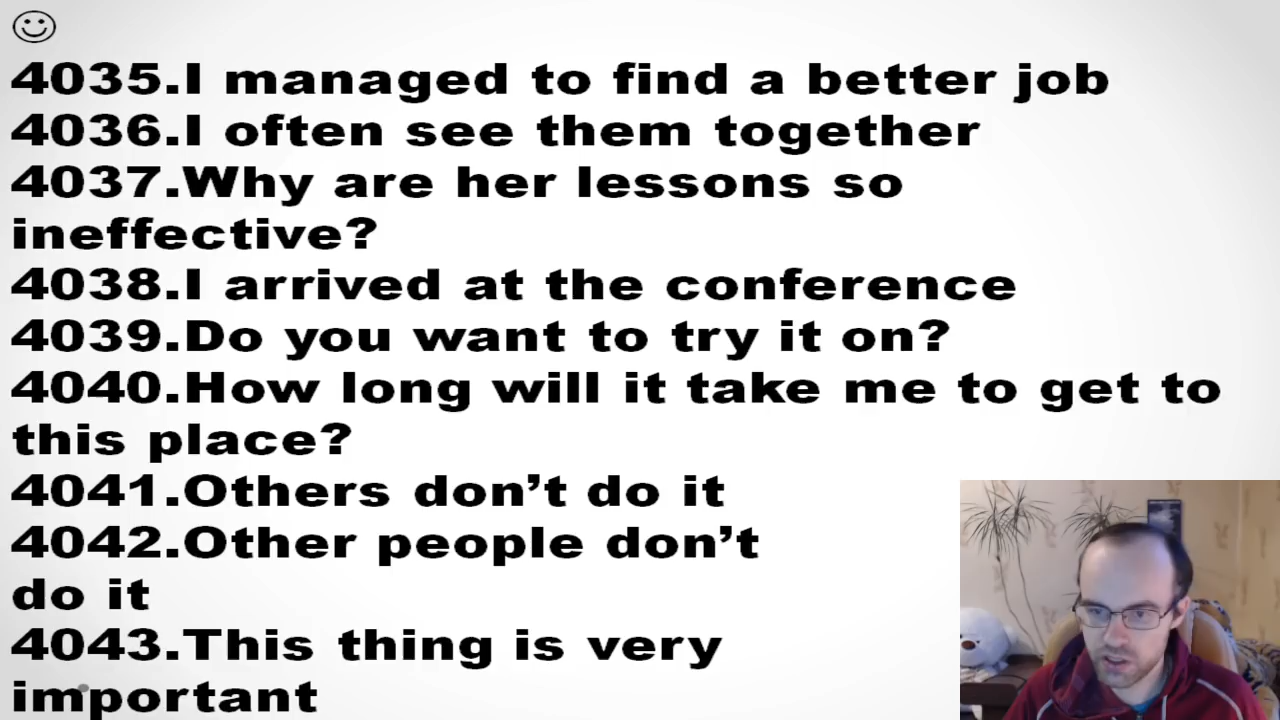 4035.I managed to find a better job
4036.I often see them together
4037.Why are her lessons so
ineffective?
4038.I arrived at the conference
4039.Do you want to try it on?
4040.How long will it take me to get to
this place?
4041.Others don’t do it
4042.Other people don’t
do it
4043.This thing is very
important